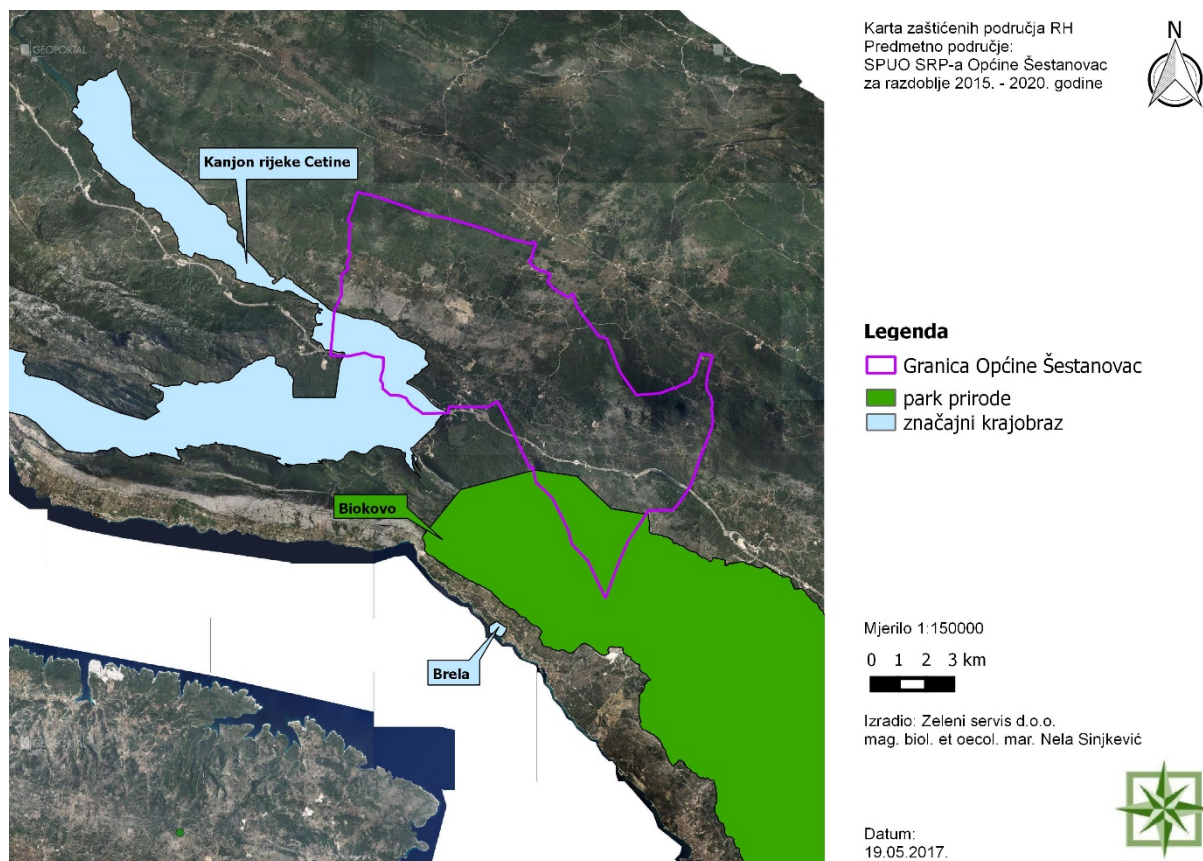 GEOPORTAL
Kanjon rijeke Cetine
Biokovo
Brela
GEOPORTAL
Karta zaštićenih područja RH
Predmetno područje:
SPUO SRP-a Općine Šestanovac
za razdoblje 2015. - 2020. godine
N
Legenda
Granica Općine Šestanovac
park prirode
značajni krajobraz
Mjerilo 1:150000
0 1 2 3 km
Izradio: Zeleni servis d.o.o.
mag. biol. et oecol. mar. Nela Sinjkević
Datum:
19.05.2017.